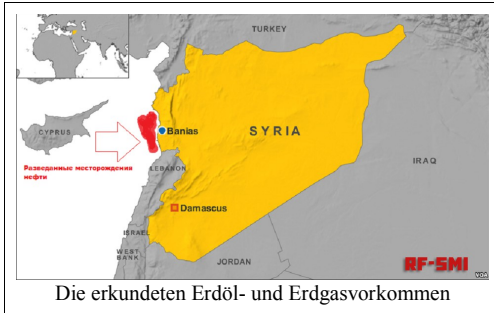 TURKEY
CYPRUS
Banias
SYRIA
Разведанные месторождении
нефти
LEBANON
IRAQ
Damascus
ISRAEL
WEST
BANK
JORDAN
RF-SMI
VOA
Die erkundeten Erdöl- und Erdgasvorkommen